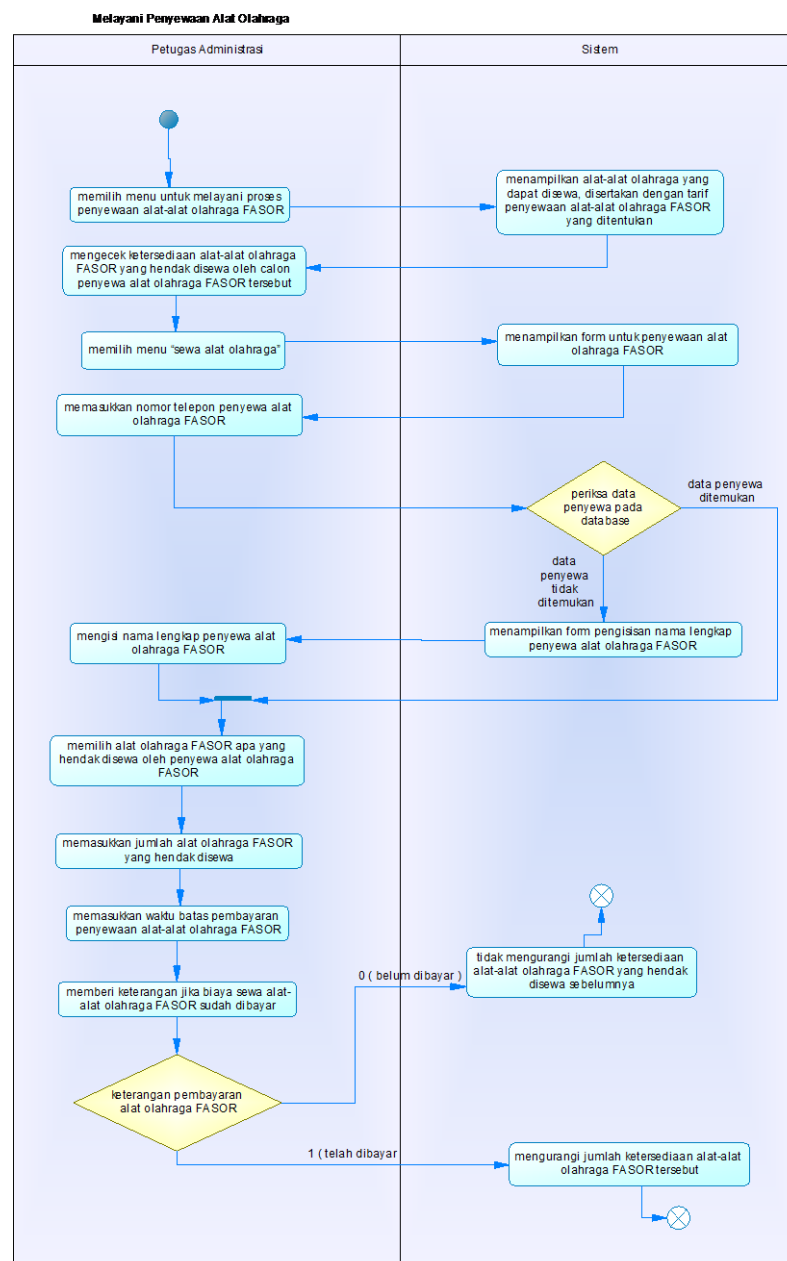 Melayani Penyewaan Alat Olahraga
Petugas Administrasi
Sistem
memilih menu untuk melayani proses
penyewaan alat-alat olahraga FASOR
menampilkan alat-alat olahraga yang
dapat disewa, disertakan dengan tarif
penyewaan alat-alat olahraga FASOR
yang ditentukan
mengecek ketersediaan alat-alat olahraga
FASOR yang hendak disewa oleh calon
penyewa alat olahraga FASOR tersebut
memilih menu "sewa alat olahraga"
menampilkan form untuk penyewaan alat
olahraga FASOR
memasukkan nomor telepon penyewa alat
olahraga FASOR
periksa data
penyewa pada
database
data penyewa
ditemukan
data
penyewa
tidak
ditemukan
menampilkan form pengisisan nama lengkap
penyewa alat olahraga FASOR
mengisi nama lengkap penyewa alat
olahraga FASOR
memilih alat olahraga FASOR apa yang
hendak disewa oleh penyewa alat olahraga
FASOR
memasukkan jumlah alat olahraga FASOR
yang hendak disewa
memasukkan waktu batas pembayaran
penyewaan alat-alat olahraga FASOR
memberi keterangan jika biaya sewa alat-
alat olahraga FASOR sudah dibayar
0 ( belum dibayar )
tidak mengurangi jumlah ketersediaan
alat-alat olahraga FASOR yang hendak
disewa sebelumnya
keterangan pembayaran
alat olahraga FASOR
1 ( telah dibayar
mengurangi jumlah ketersediaan alat-alat
olahraga FASOR tersebut